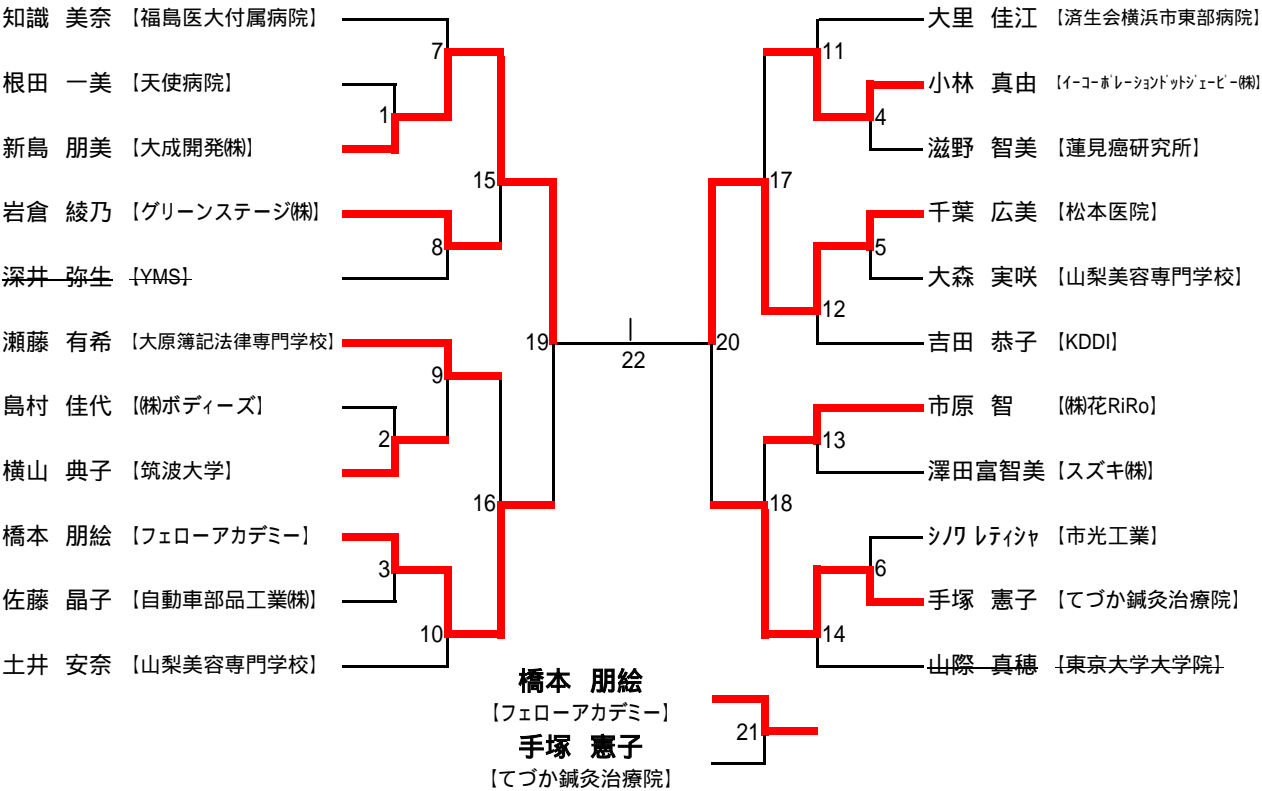 知識 美奈 【福島医大付属病院】
根田 一美 【天使病院】
新島 朋美 【大成開発㈱】
岩倉 綾乃 【グリーンステージ㈱】
深井 弥生 【YMS】
瀬藤 有希 【大原簿記法律専門学校】
島村 佳代 【㈱ボディーズ】
横山 典子 【筑波大学】
橋本 朋絵 【フェローアカデミー】
佐藤 晶子 【自動車部品工業㈱】
土井 安奈 【山梨美容専門学校】
7
1
15
8
9
2
16
3
10
19
22
20
11
4
17
5
12
13
18
6
14
大里 佳江 【済生会横浜市東部病院】
小林 真由 【イーコーポレーションドットジェーピー㈱】
滋野 智美 【蓮見癌研究所】
千葉 広美 【松本医院】
大森 実咲 【山梨美容専門学校】
吉田 恭子 【KDDI】
市原 智 【㈱花RiRo】
澤田富智美 【スズキ㈱】
シノワ レティシャ 【市光工業】
手塚 憲子 【てづか鍼灸治療院】
山際 真穂 【東京大学大学院】
橋本 朋絵
【フェローアカデミー】
手塚 憲子
【てづか鍼灸治療院】
21